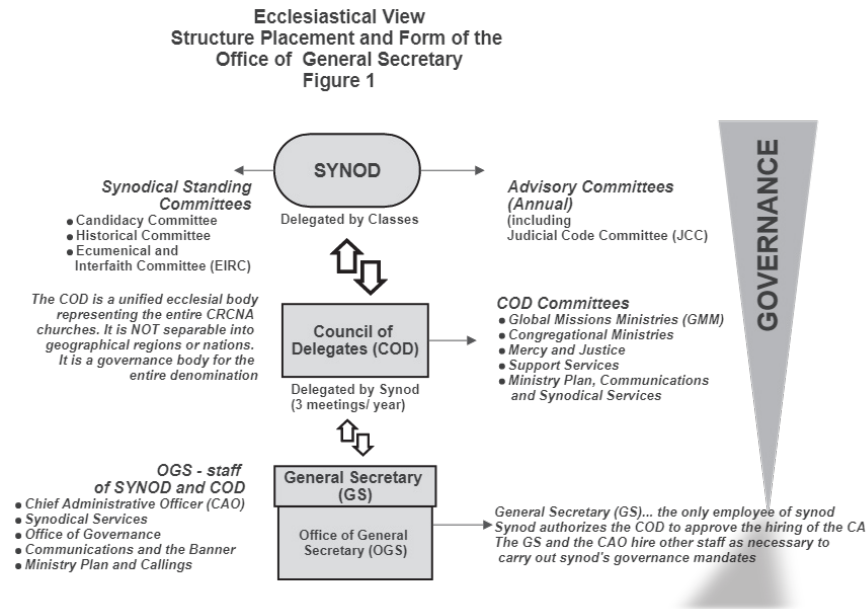 Ecclesiastical View
Structure Placement and Form of the
Office of General Secretary
Figure 1
SYNOD
Delegated by Classes
Synodical Standing
Committees
● Candidacy Committee
● Historical Committee
● Ecumenical and
Interfaith Committee (EIRC)
Advisory Committees
(Annual)
(including
Judicial Code Committee (JCC)
GOVERNANCE
The COD is a unified ecclesial body
representing the entire CRCNA
churches. It is NOT separable into
geographical regions or nations.
It is a governance body for the
entire denomination
Council of
Delegates (COD)
Delegated by Synod
(3 meetings/ year)
COD Committees
● Global Missions Ministries (GMM)
● Congregational Ministries
● Mercy and Justice
● Support Services
● Ministry Plan, Communications
and Synodical Services
OGS - staff
of SYNOD and COD
● Chief Administrative Officer (CAO)
● Synodical Services
● Office of Governance
● Communications and the Banner
● Ministry Plan and Callings
General Secretary
(GS)
Office of General
Secretary (OGS)
General Secretary (GS)... the only employee of synod
Synod authorizes the COD to approve the hiring of the CA
The GS and the CAO hire other staff as necessary to
carry out synod's governance mandates